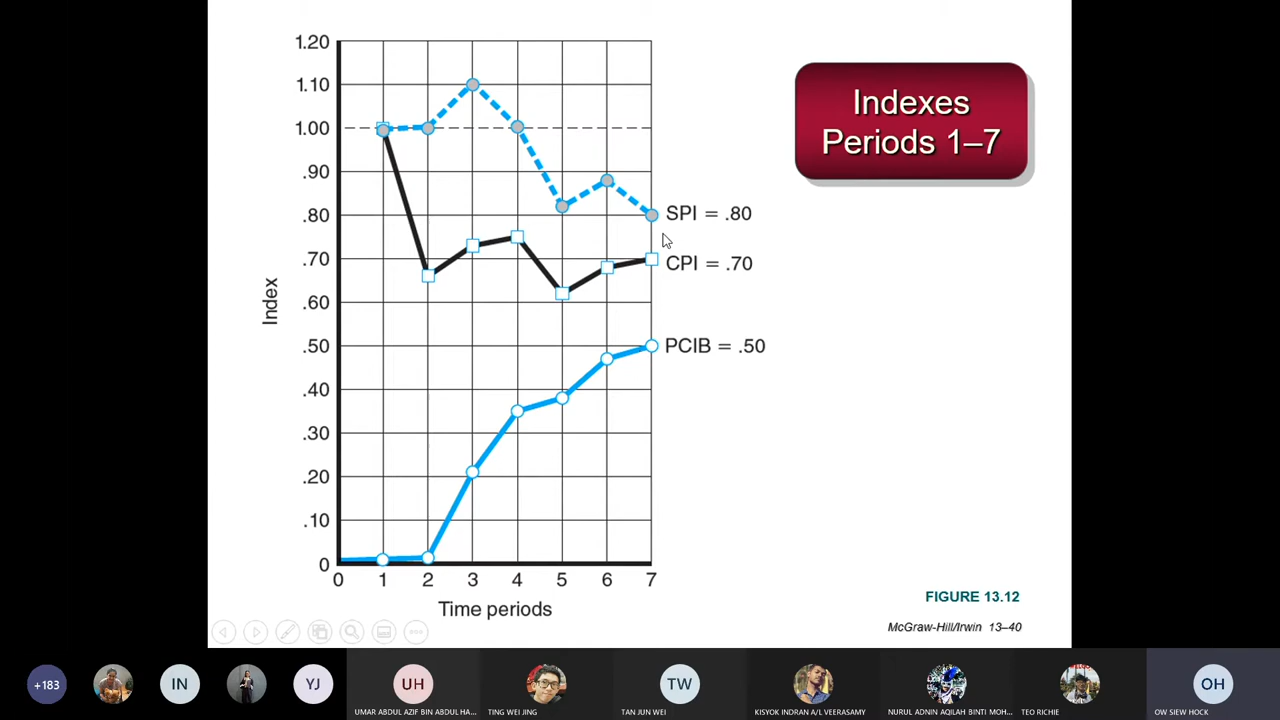 1.20
1.10
1.00
.90
.80
.70
.60
.50
.40
.30
.20
.10
0
Index
0 1 2 3 4 5 6 7
Time periods
SPI = .80
CPI = .70
PCIB = .50
Indexes
Periods 1–7
FIGURE 13.12
McGraw-Hill/Irwin 13–40
+183
IN
YJ
UH
UMAR ABDUL AZIF BIN ABDUL HA...
TING WEI JING
TW
TAN JUN WEI
KISYOK INDRAN A/L VEERASAMY
NURUL ADNIN AQILAH BINTI MOH...
TEO RICHIE
OH
OW SIEW HOCK